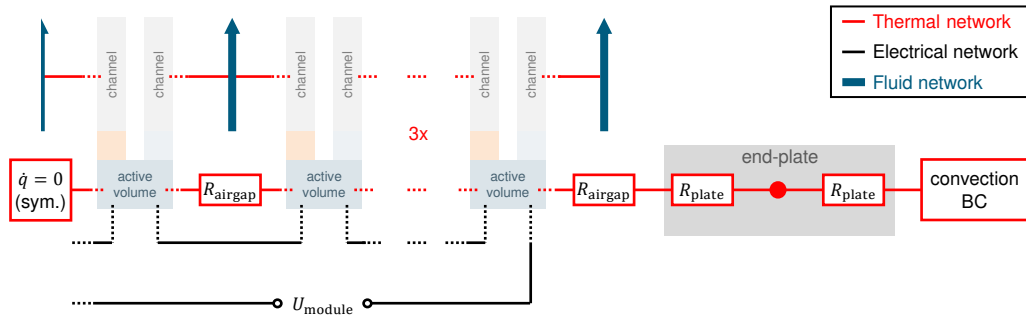 Thermal network
Electrical network
Fluid network
channel
channel
channel
channel
channel
channel
3x
end-plate
q̇ = 0
(sym.)
active
volume
R_airgap
active
volume
active
volume
R_airgap
R_plate
R_plate
convection
BC
U_module